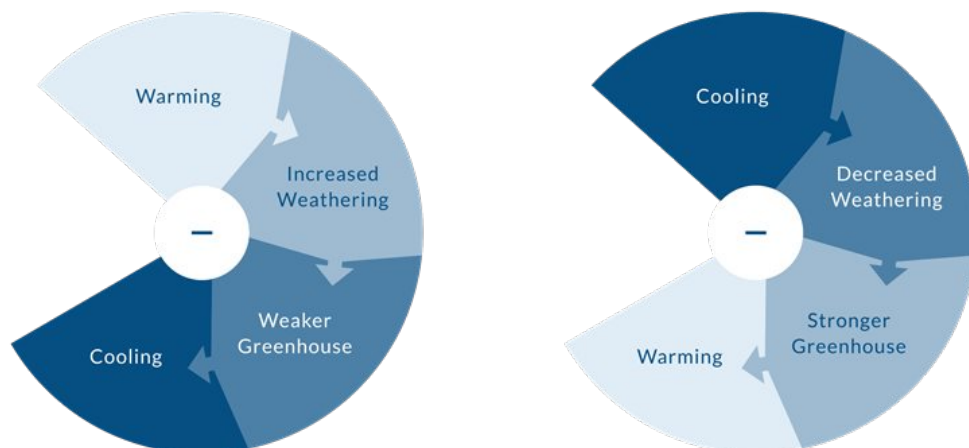 Warming
Increased
Weathering
–
Weaker
Greenhouse
Cooling
Cooling
Decreased
Weathering
–
Stronger
Greenhouse
Warming